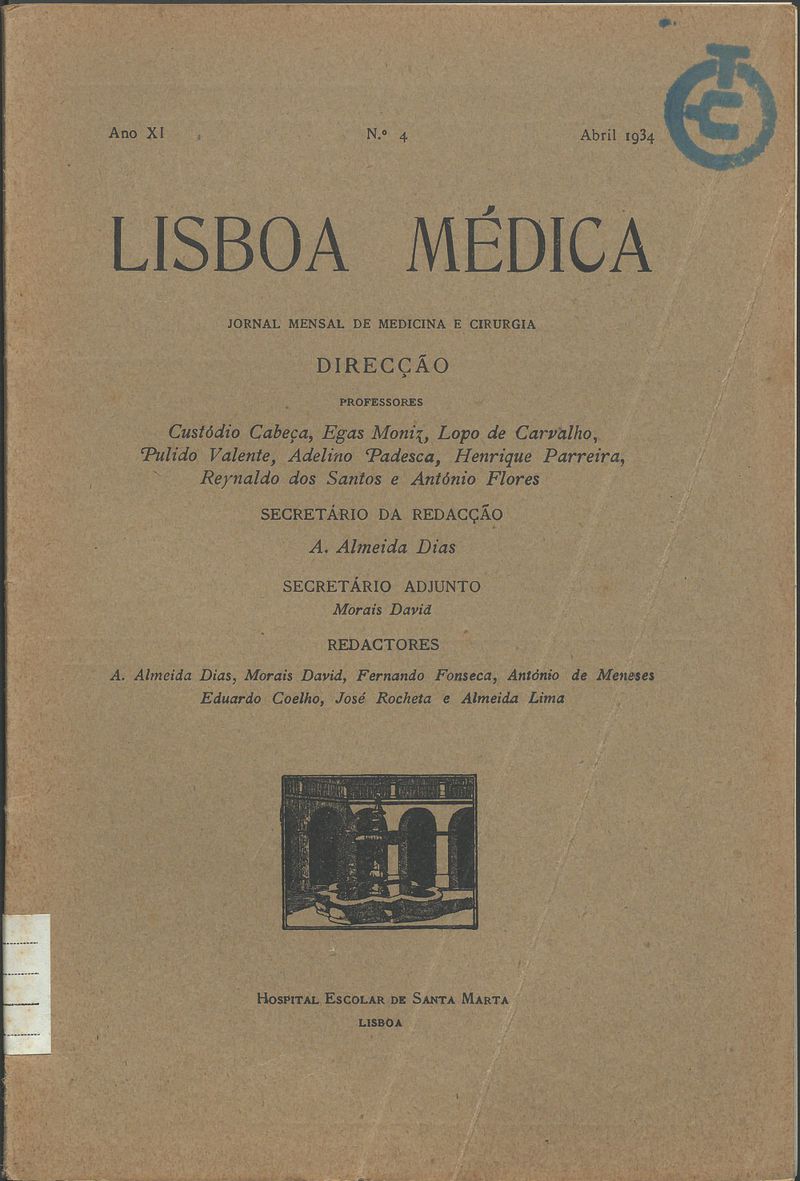 Ano XI N.º 4 Abril 1934
LISBOA MÉDICA
JORNAL MENSAL DE MEDICINA E CIRURGIA
DIRECÇÃO
PROFESSORES
Custódio Cabeça, Egas Moniz, Lopo de Carvalho,
Pulido Valente, Adelino Padesca, Henrique Parreira,
Reynaldo dos Santos e António Flores
SECRETÁRIO DA REDACÇÃO
A. Almeida Dias
SECRETÁRIO ADJUNTO
Morais David
REDACTORES
A. Almeida Dias, Morais David, Fernando Fonseca, António de Meneses
Eduardo Coelho, José Rocheta e Almeida Lima
HOSPITAL ESCOLAR DE SANTA MARTA
LISBOA